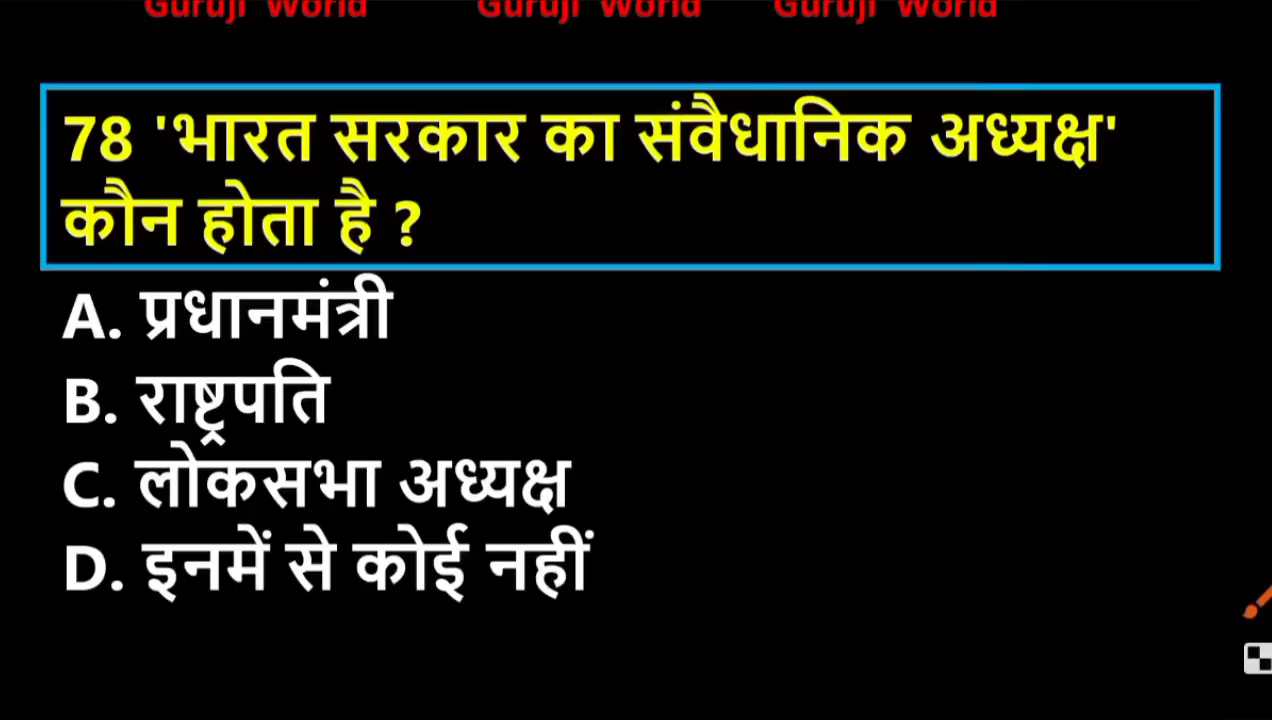 Guruji World Guruji World Guruji World
78 'भारत सरकार का संवैधानिक अध्यक्ष'
कौन होता है ?
A. प्रधानमंत्री
B. राष्ट्रपति
C. लोकसभा अध्यक्ष
D. इनमें से कोई नहीं